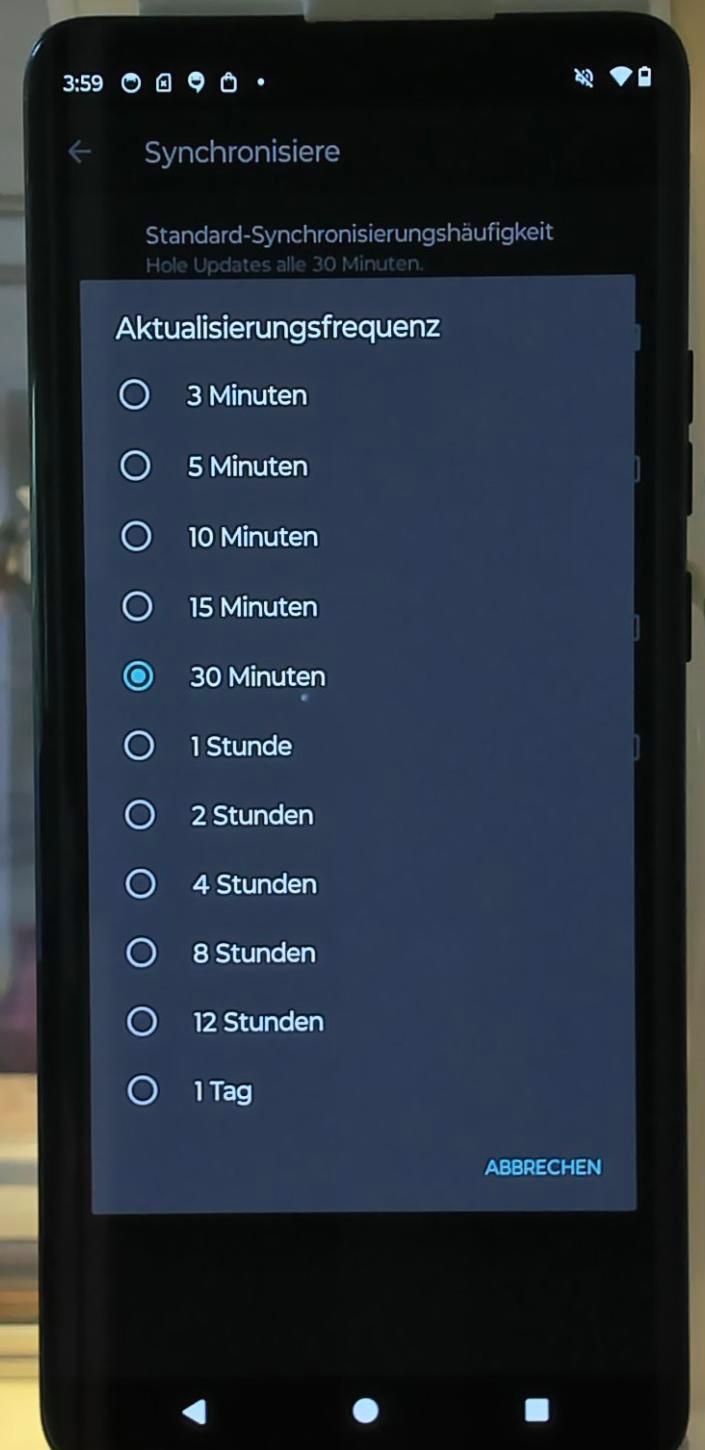 3:59
Synchronisiere
Standard-Synchronisierungshäufigkeit
Hole Updates alle 30 Minuten.
Aktualisierungsfrequenz
3 Minuten
5 Minuten
10 Minuten
15 Minuten
30 Minuten
1 Stunde
2 Stunden
4 Stunden
8 Stunden
12 Stunden
1 Tag
ABBRECHEN